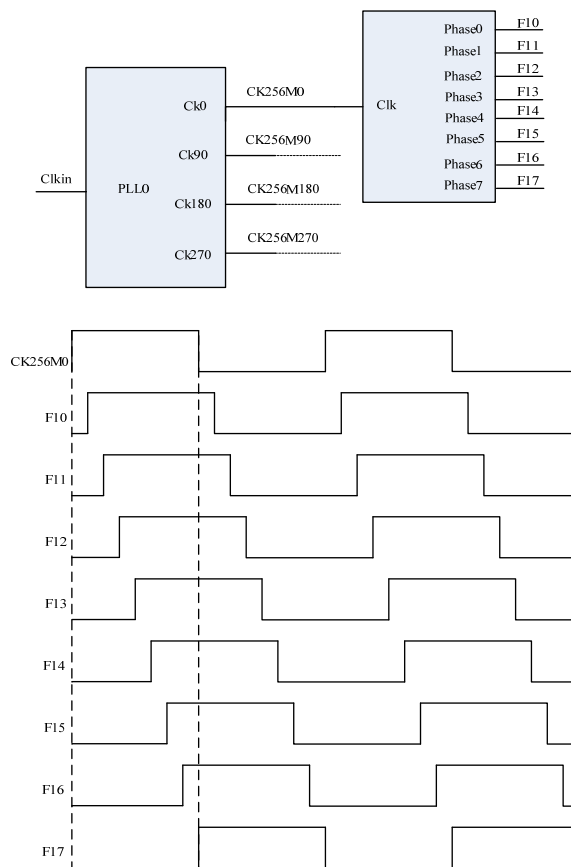 Clkin
PLL0
Ck0
Ck90
Ck180
Ck270
CK256M0
CK256M90
CK256M180
CK256M270
Clk
Phase0
Phase1
Phase2
Phase3
Phase4
Phase5
Phase6
Phase7
F10
F11
F12
F13
F14
F15
F16
F17
CK256M0
F10
F11
F12
F13
F14
F15
F16
F17